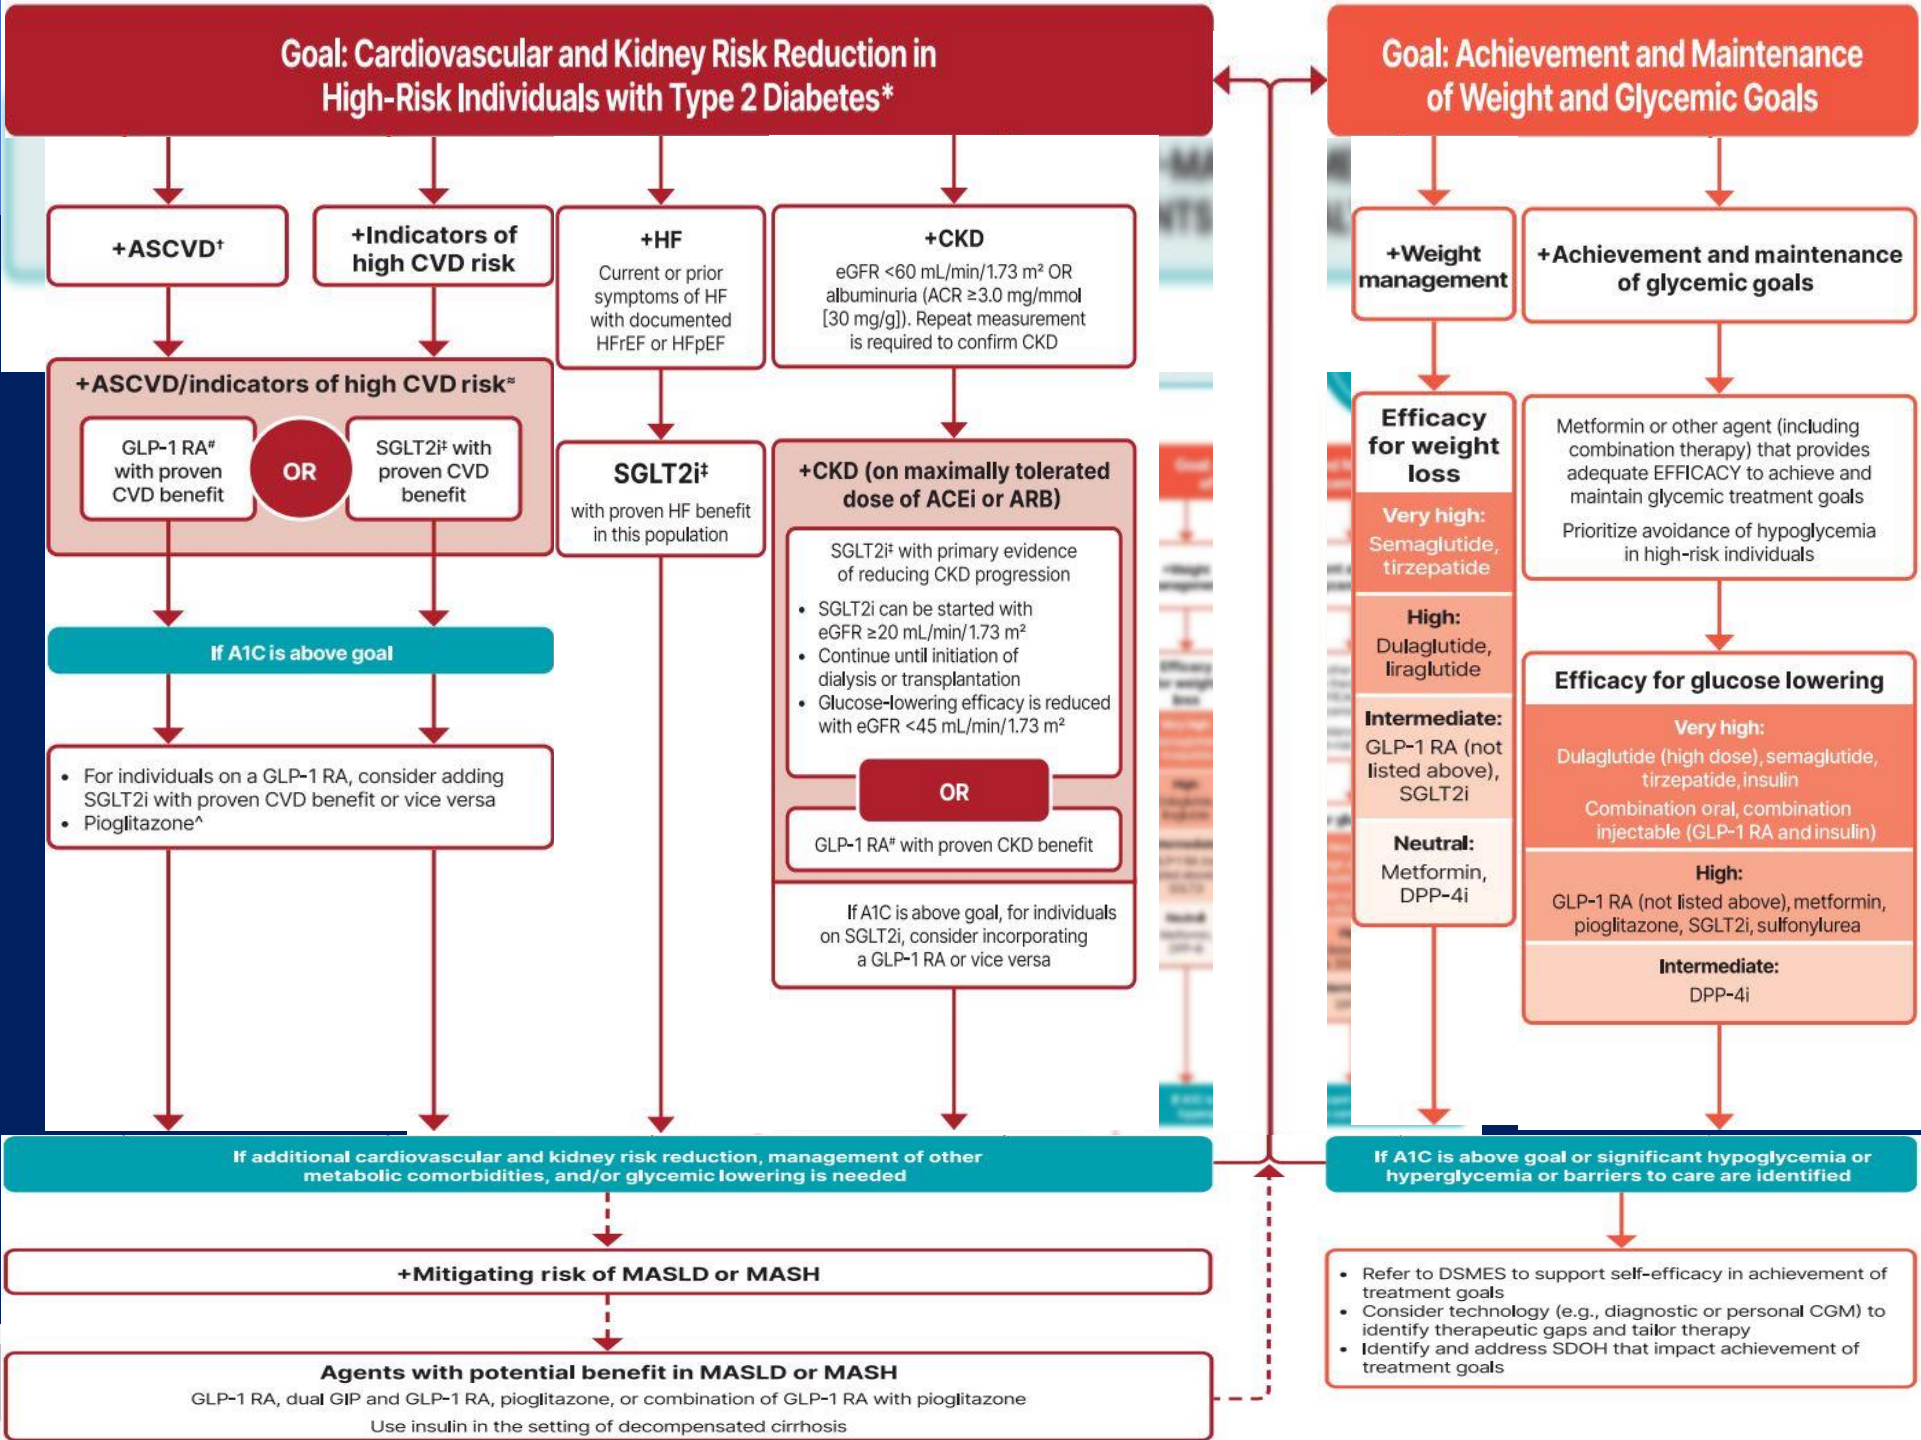 Goal: Cardiovascular and Kidney Risk Reduction in
High-Risk Individuals with Type 2 Diabetes*
+ASCVD†
+Indicators of
high CVD risk
+ASCVD/indicators of high CVD risk≈
GLP-1 RA#
with proven
CVD benefit
OR
SGLT2i‡ with
proven CVD
benefit
If A1C is above goal
• For individuals on a GLP-1 RA, consider adding
SGLT2i with proven CVD benefit or vice versa
• Pioglitazone^
+HF
Current or prior
symptoms of HF
with documented
HFrEF or HFpEF
SGLT2i‡
with proven HF benefit
in this population
+CKD
eGFR <60 mL/min/1.73 m² OR
albuminuria (ACR ≥3.0 mg/mmol
[30 mg/g]). Repeat measurement
is required to confirm CKD
+CKD (on maximally tolerated
dose of ACEi or ARB)
SGLT2i‡ with primary evidence
of reducing CKD progression
• SGLT2i can be started with
eGFR ≥20 mL/min/1.73 m²
• Continue until initiation of
dialysis or transplantation
• Glucose-lowering efficacy is reduced
with eGFR <45 mL/min/1.73 m²
OR
GLP-1 RA# with proven CKD benefit
If A1C is above goal, for individuals
on SGLT2i, consider incorporating
a GLP-1 RA or vice versa
If additional cardiovascular and kidney risk reduction, management of other
metabolic comorbidities, and/or glycemic lowering is needed
+Mitigating risk of MASLD or MASH
Agents with potential benefit in MASLD or MASH
GLP-1 RA, dual GIP and GLP-1 RA, pioglitazone, or combination of GLP-1 RA with pioglitazone
Use insulin in the setting of decompensated cirrhosis
Goal: Achievement and Maintenance
of Weight and Glycemic Goals
+Weight
management
Efficacy
for weight
loss
Very high:
Semaglutide,
tirzepatide
High:
Dulaglutide,
liraglutide
Intermediate:
GLP-1 RA (not
listed above),
SGLT2i
Neutral:
Metformin,
DPP-4i
+Achievement and maintenance
of glycemic goals
Metformin or other agent (including
combination therapy) that provides
adequate EFFICACY to achieve and
maintain glycemic treatment goals
Prioritize avoidance of hypoglycemia
in high-risk individuals
Efficacy for glucose lowering
Very high:
Dulaglutide (high dose), semaglutide,
tirzepatide, insulin
Combination oral, combination
injectable (GLP-1 RA and insulin)
High:
GLP-1 RA (not listed above), metformin,
pioglitazone, SGLT2i, sulfonylurea
Intermediate:
DPP-4i
If A1C is above goal or significant hypoglycemia or
hyperglycemia or barriers to care are identified
• Refer to DSMES to support self-efficacy in achievement of
treatment goals
• Consider technology (e.g., diagnostic or personal CGM) to
identify therapeutic gaps and tailor therapy
• Identify and address SDOH that impact achievement of
treatment goals